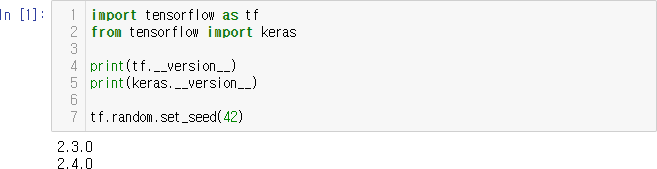 In [1]:
1 import tensorflow as tf
2 from tensorflow import keras
3
4 print(tf.__version__)
5 print(keras.__version__)
6
7 tf.random.set_seed(42)
2.3.0
2.4.0